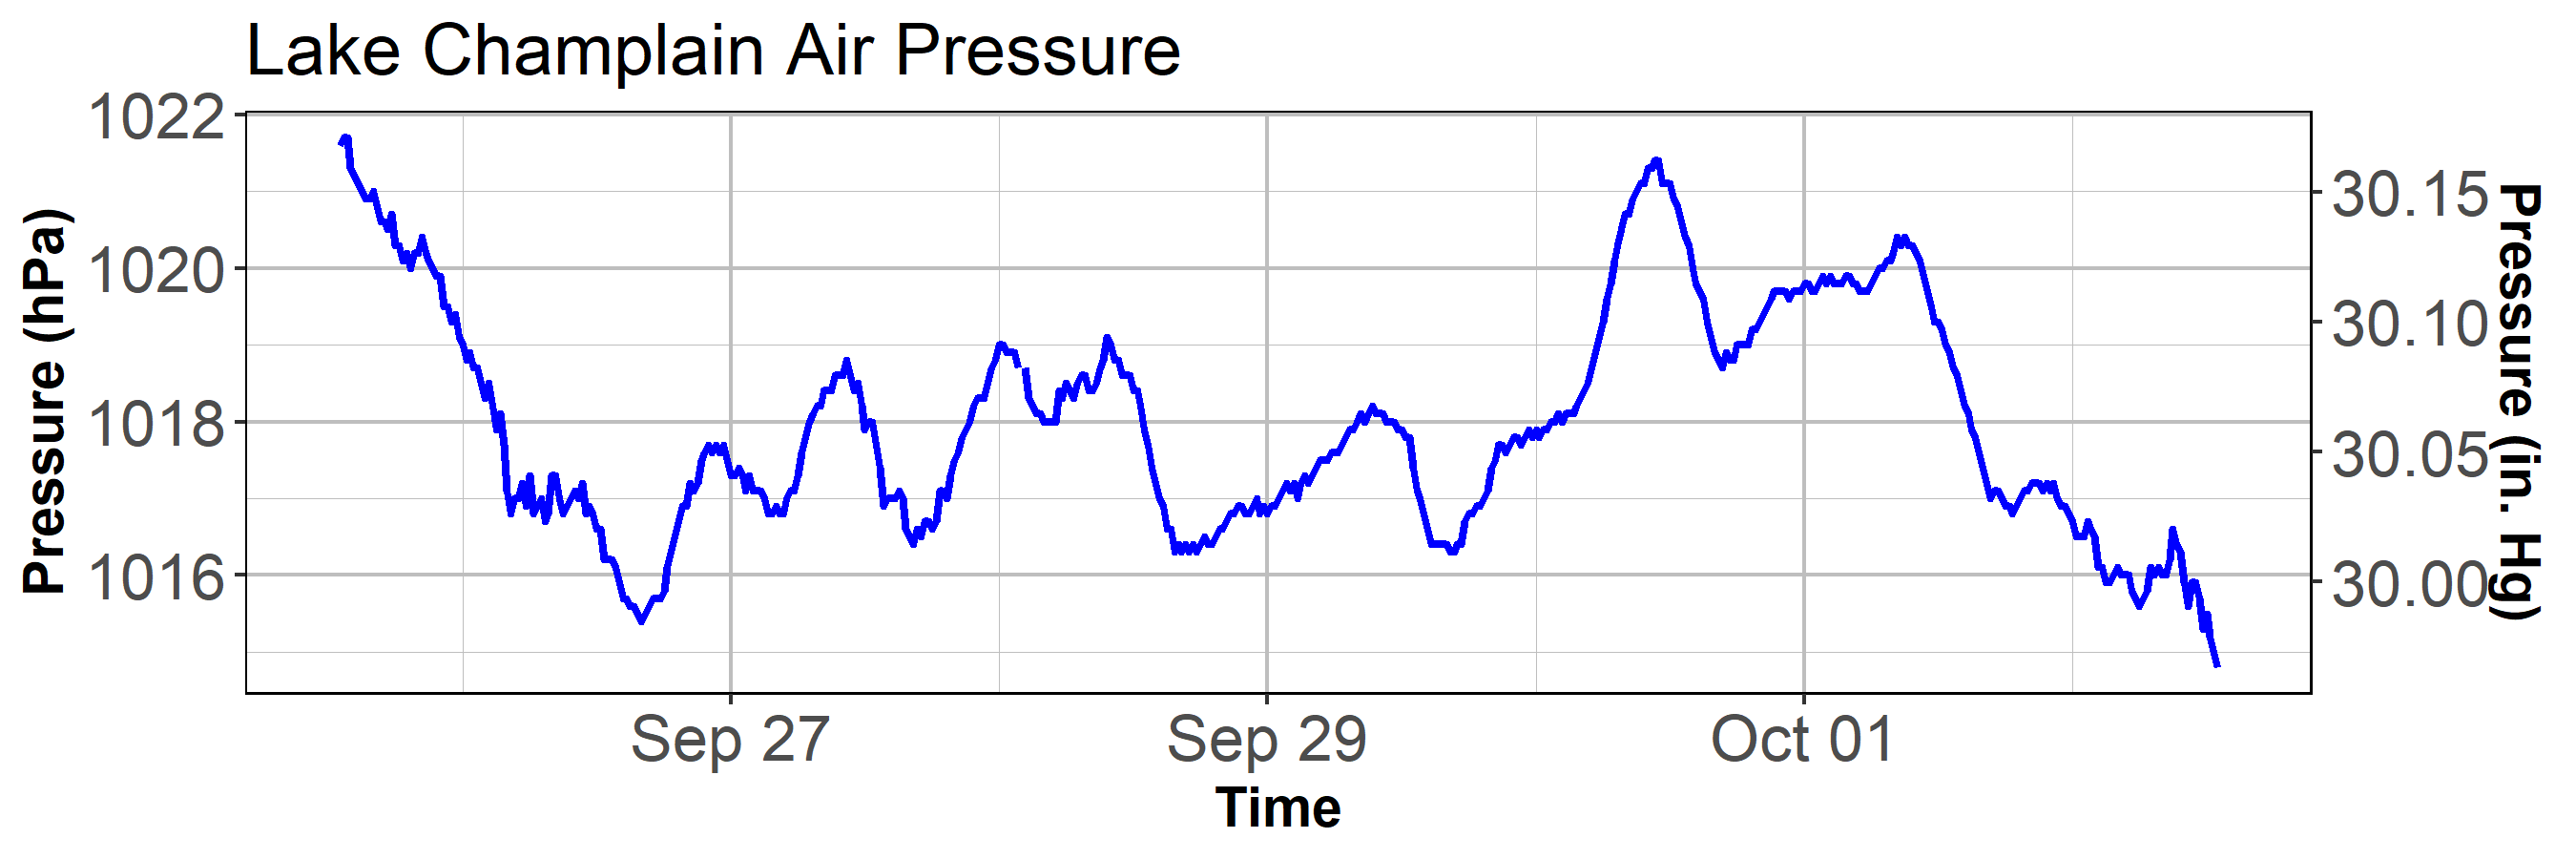 Lake Champlain Air Pressure
1022
1020
1018
1016
Pressure (hPa)
30.15
30.10
30.05
30.00
Pressure (in. Hg)
Sep 27
Sep 29
Oct 01
Time